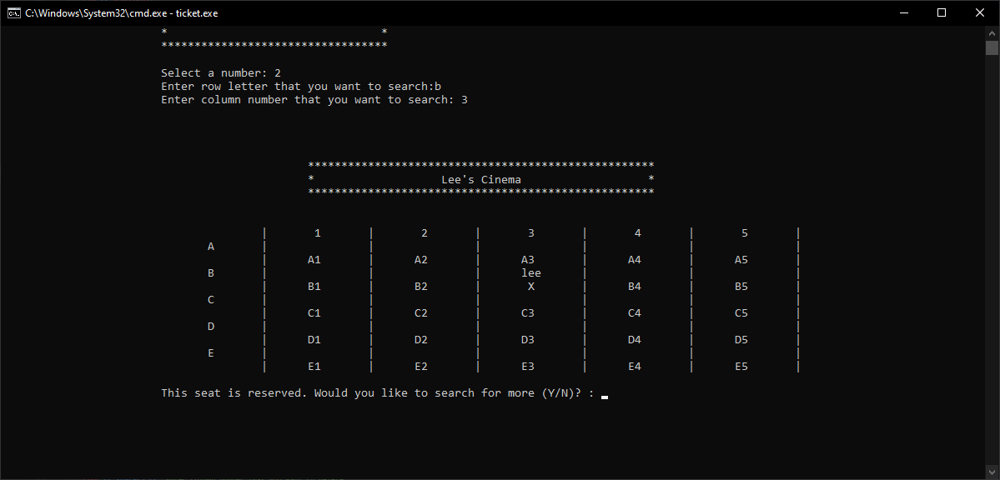 C:\Windows\System32\cmd.exe - ticket.exe
* *
**********************************
Select a number: 2
Enter row letter that you want to search:b
Enter column number that you want to search: 3
****************************************************
* Lee's Cinema *
****************************************************
| 1 | 2 | 3 | 4 | 5 |
A | | | | | |
| A1 | A2 | A3 | A4 | A5 |
B | | | lee | | |
| B1 | B2 | X | B4 | B5 |
C | | | | | |
| C1 | C2 | C3 | C4 | C5 |
D | | | | | |
| D1 | D2 | D3 | D4 | D5 |
E | | | | | |
| E1 | E2 | E3 | E4 | E5 |
This seat is reserved. Would you like to search for more (Y/N)? :